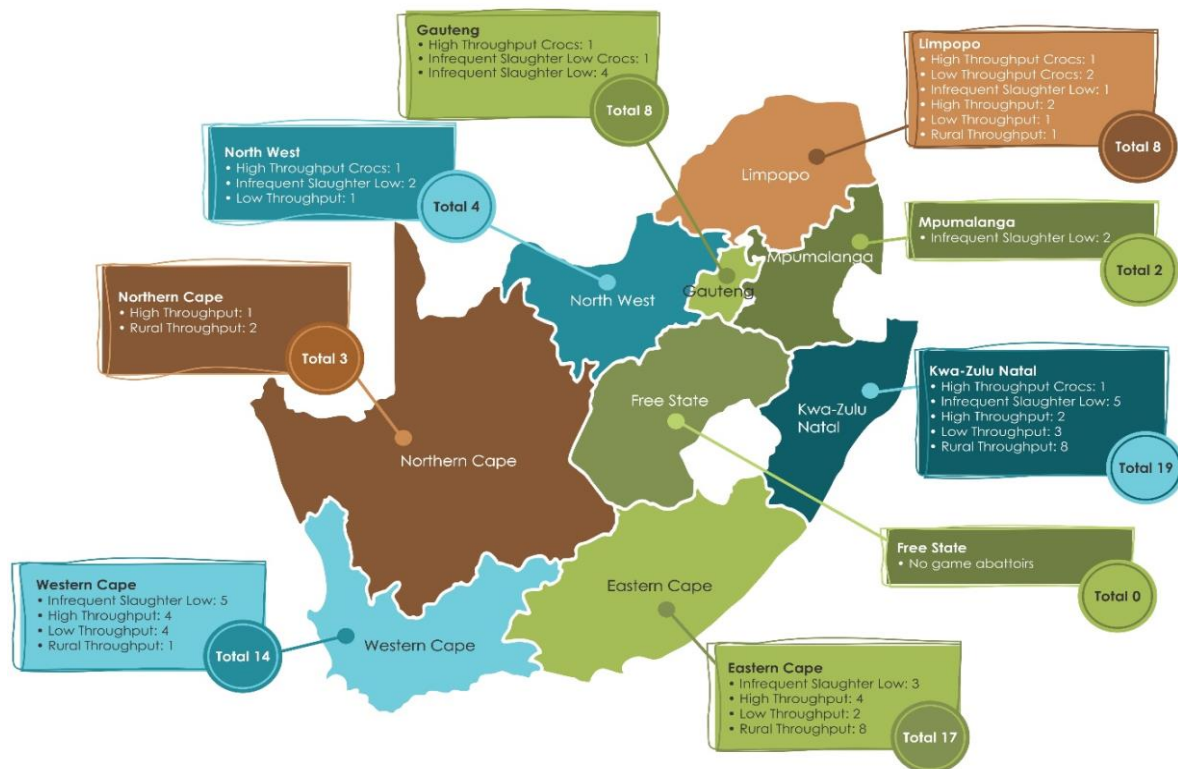 Gauteng
• High Throughput Crocs: 1
• Infrequent Slaughter Low Crocs: 1
• Infrequent Slaughter Low: 4
Total 8
Limpopo
• High Throughput Crocs: 1
• Low Throughput Crocs: 2
• Infrequent Slaughter Low: 1
• High Throughput: 2
• Low Throughput: 1
• Rural Throughput: 1
Total 8
North West
• High Throughput Crocs: 1
• Infrequent Slaughter Low: 2
• Low Throughput: 1
Total 4
Mpumalanga
• Infrequent Slaughter Low: 2
Total 2
Northern Cape
• High Throughput: 1
• Rural Throughput: 2
Total 3
Kwa-Zulu Natal
• High Throughput Crocs: 1
• Infrequent Slaughter Low: 5
• High Throughput: 2
• Low Throughput: 3
• Rural Throughput: 8
Total 19
Free State
• No game abattoirs
Total 0
Western Cape
• Infrequent Slaughter Low: 5
• High Throughput: 4
• Low Throughput: 4
• Rural Throughput: 1
Total 14
Eastern Cape
• Infrequent Slaughter Low: 3
• High Throughput: 4
• Low Throughput: 2
• Rural Throughput: 8
Total 17
Limpopo
Mpumalanga
Gauteng
North West
Free State
Kwa-Zulu
Natal
Northern Cape
Eastern Cape
Western Cape